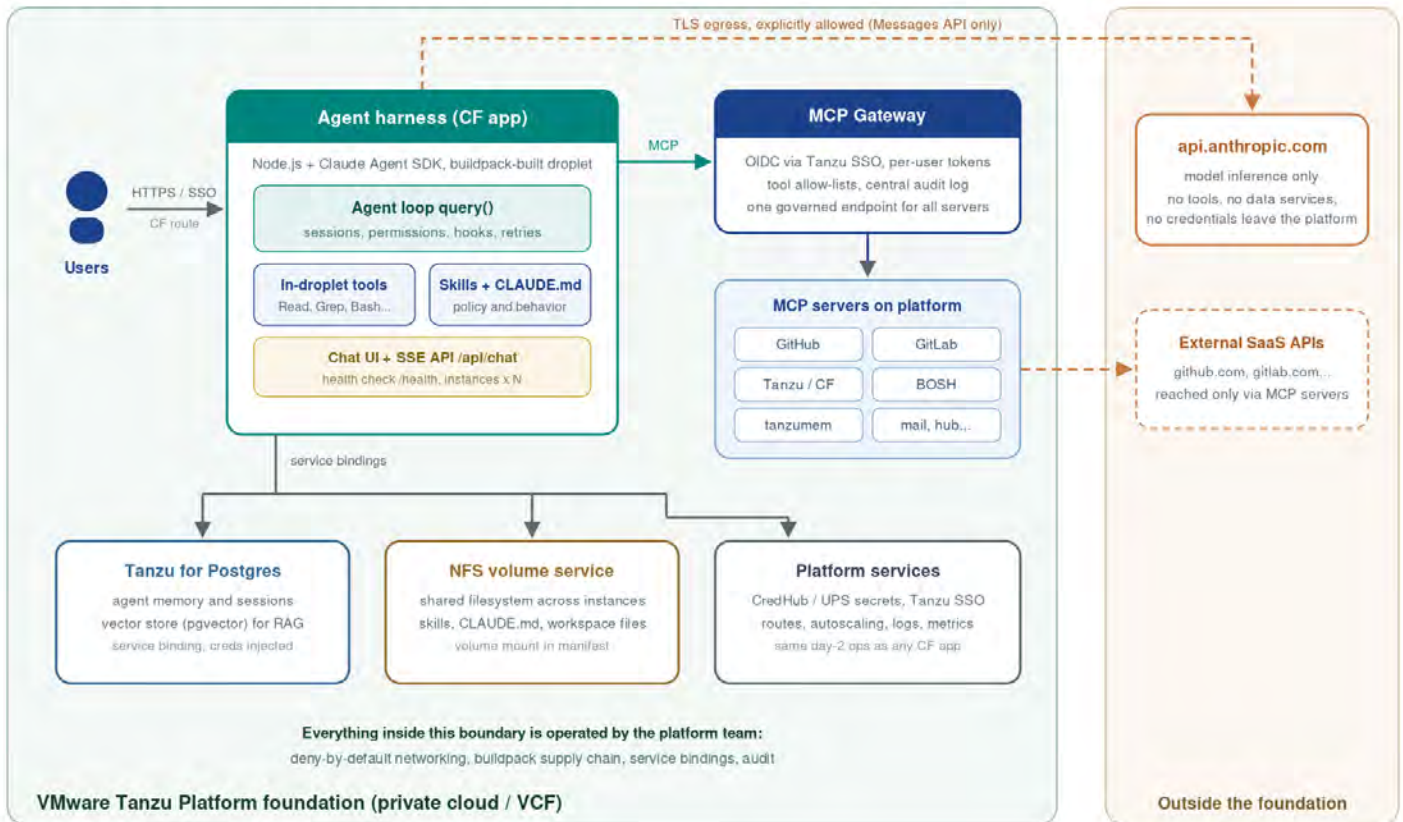 TLS egress, explicitly allowed (Messages API only)
Agent harness (CF app)
Node.js + Claude Agent SDK, buildpack-built droplet
Agent loop query()
sessions, permissions, hooks, retries
In-droplet tools
Read, Grep, Bash...
Skills + CLAUDE.md
policy and behavior
Chat UI + SSE API /api/chat
health check /health, instances x N
HTTPS / SSO
CF route
Users
MCP
MCP Gateway
OIDC via Tanzu SSO, per-user tokens
tool allow-lists, central audit log
one governed endpoint for all servers
MCP servers on platform
GitHub
GitLab
Tanzu / CF
BOSH
tanzumem
mail, hub...
api.anthropic.com
model inference only
no tools, no data services,
no credentials leave the platform
External SaaS APIs
github.com, gitlab.com...
reached only via MCP servers
service bindings
Tanzu for Postgres
agent memory and sessions
vector store (pgvector) for RAG
service binding, creds injected
NFS volume service
shared filesystem across instances
skills, CLAUDE.md, workspace files
volume mount in manifest
Platform services
CredHub / UPS secrets, Tanzu SSO
routes, autoscaling, logs, metrics
same day-2 ops as any CF app
Everything inside this boundary is operated by the platform team:
deny-by-default networking, buildpack supply chain, service bindings, audit
VMware Tanzu Platform foundation (private cloud / VCF)
Outside the foundation